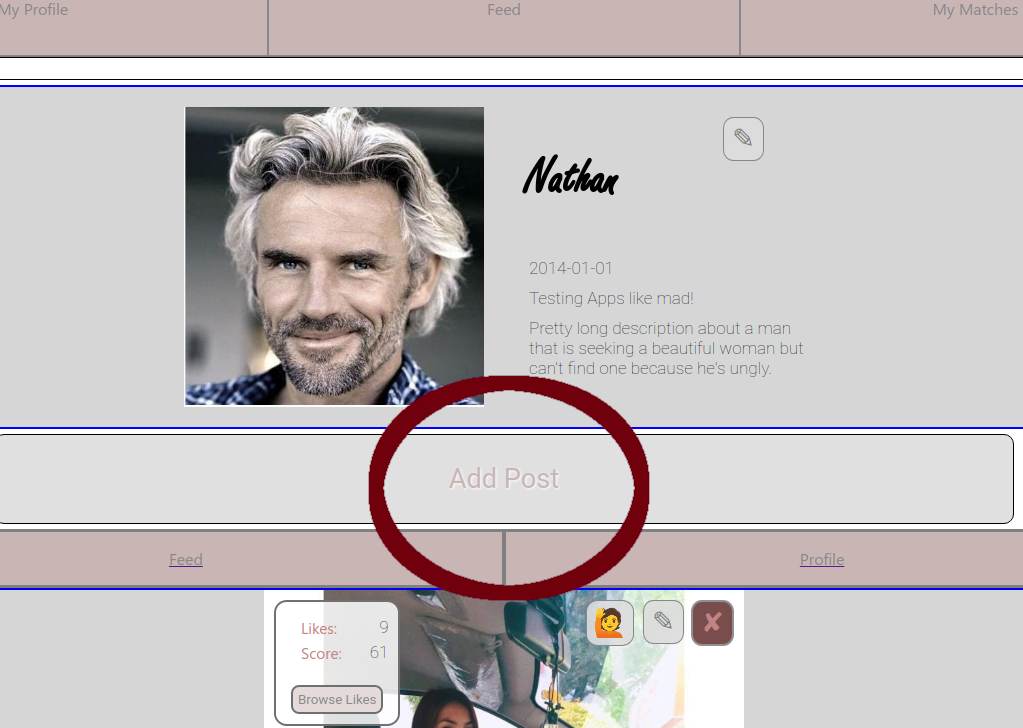 My Profile
Feed
My Matches
Nathan
2014-01-01
Testing Apps like mad!
Pretty long description about a man
that is seeking a beautiful woman but
can't find one because he's ungly.
Add Post
Feed
Profile
Likes: 9
Score: 61
Browse Likes